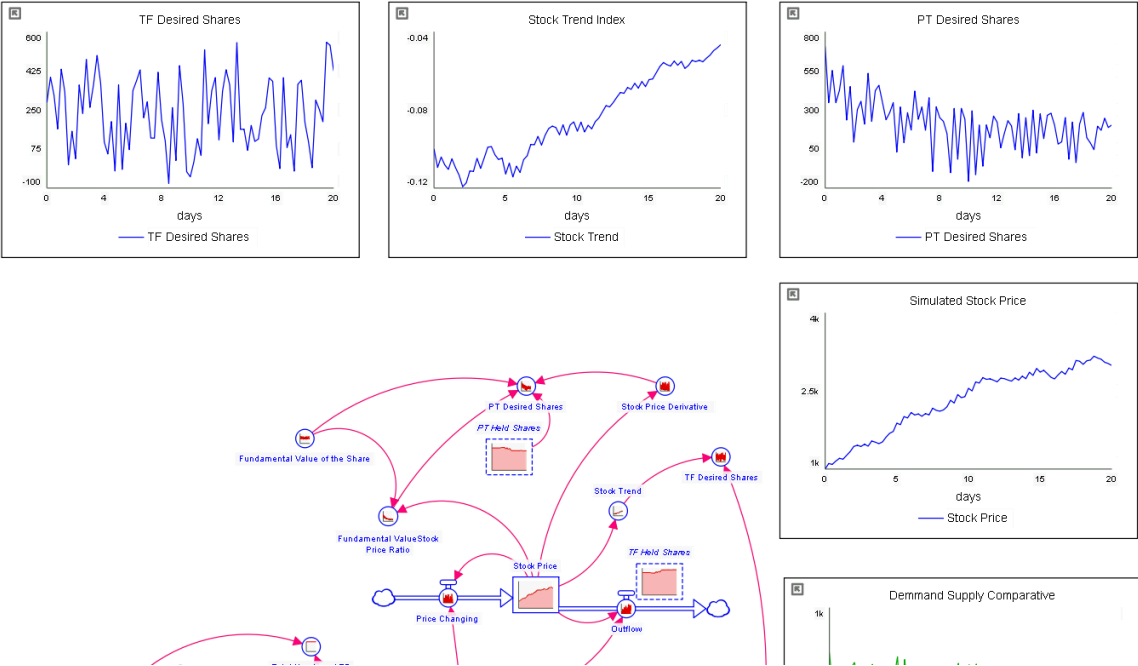 TF Desired Shares
600
425
250
75
-100
0
4
8
12
16
20
days
TF Desired Shares
Stock Trend Index
-0.04
-0.08
-0.12
0
5
10
15
20
days
Stock Trend
PT Desired Shares
800
550
300
50
-200
0
4
8
12
16
20
days
PT Desired Shares
Simulated Stock Price
4k
2.5k
1k
0
5
10
15
20
days
Stock Price
PT Desired Shares
Stock Price Derivative
PT Held Shares
Fundamental Value of the Share
TF Desired Shares
Stock Trend
Fundamental ValueStock
Price Ratio
TF Held Shares
Stock Price
Price Changing
Outflow
Demmand Supply Comparative
1k